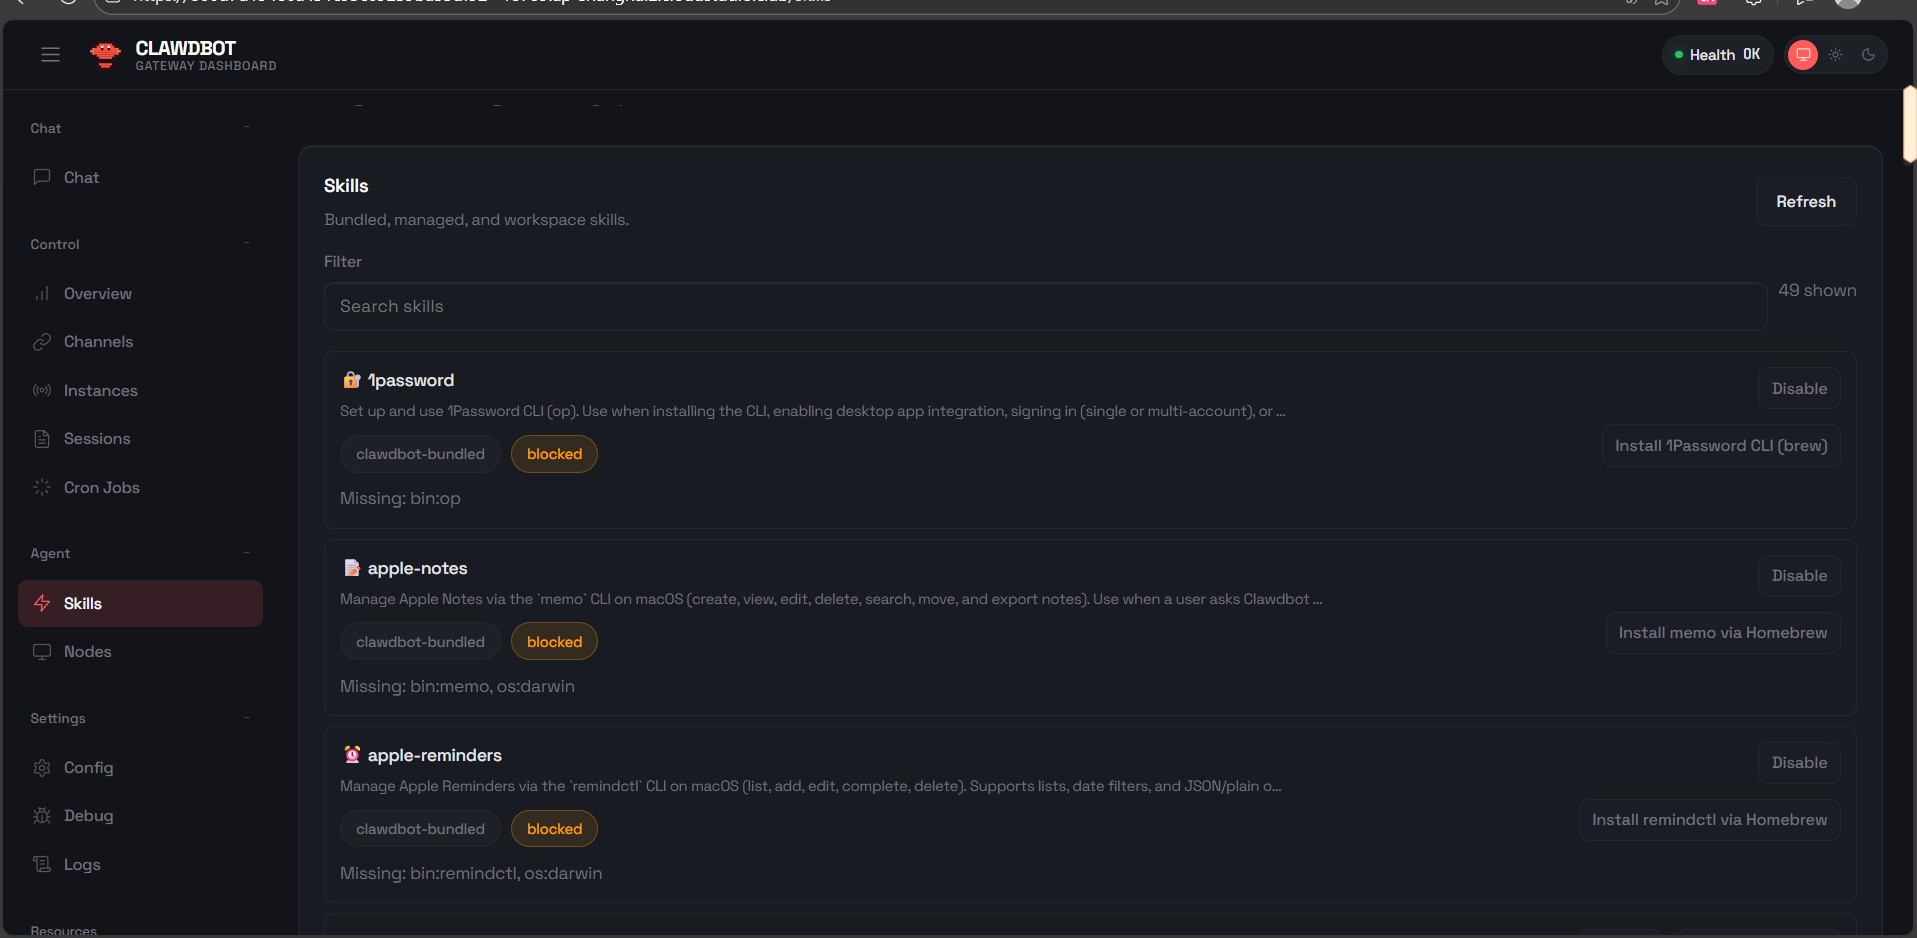 CLAWDBOT
GATEWAY DASHBOARD
Health OK
Chat
Chat
Control
Overview
Channels
Instances
Sessions
Cron Jobs
Agent
Skills
Nodes
Settings
Config
Debug
Logs
Resources
Skills
Bundled, managed, and workspace skills.
Refresh
Filter
Search skills
49 shown
1password
Set up and use 1Password CLI (op). Use when installing the CLI, enabling desktop app integration, signing in (single or multi-account), or …
clawdbot-bundled
blocked
Missing: bin:op
Disable
Install 1Password CLI (brew)
apple-notes
Manage Apple Notes via the `memo` CLI on macOS (create, view, edit, delete, search, move, and export notes). Use when a user asks Clawdbot …
clawdbot-bundled
blocked
Missing: bin:memo, os:darwin
Disable
Install memo via Homebrew
apple-reminders
Manage Apple Reminders via the `remindctl` CLI on macOS (list, add, edit, complete, delete). Supports lists, date filters, and JSON/plain o…
clawdbot-bundled
blocked
Missing: bin:remindctl, os:darwin
Disable
Install remindctl via Homebrew